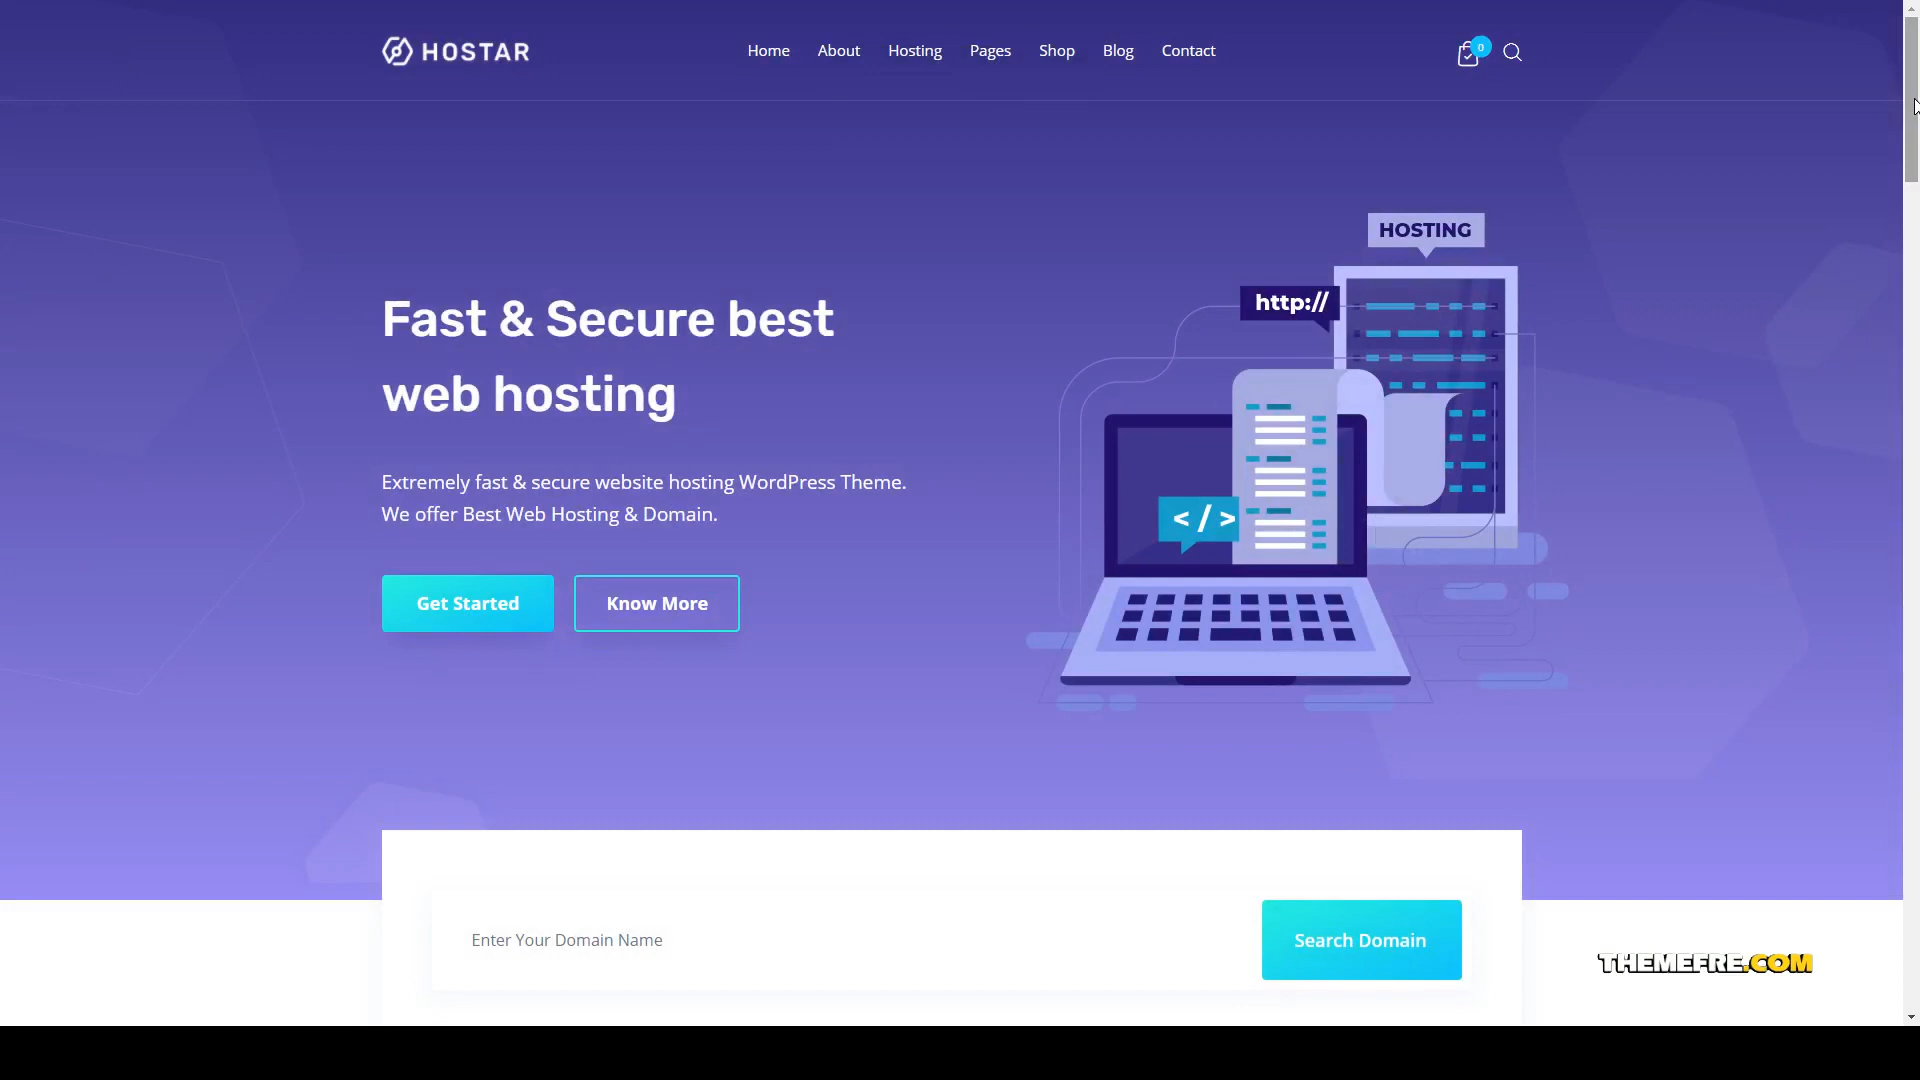 HOSTAR
Home About Hosting Pages Shop Blog Contact
0
HOSTING
http://
Fast & Secure best
web hosting
Extremely fast & secure website hosting WordPress Theme.
We offer Best Web Hosting & Domain.
</>
Get Started
Know More
Enter Your Domain Name
Search Domain
THEMEFRE.COM